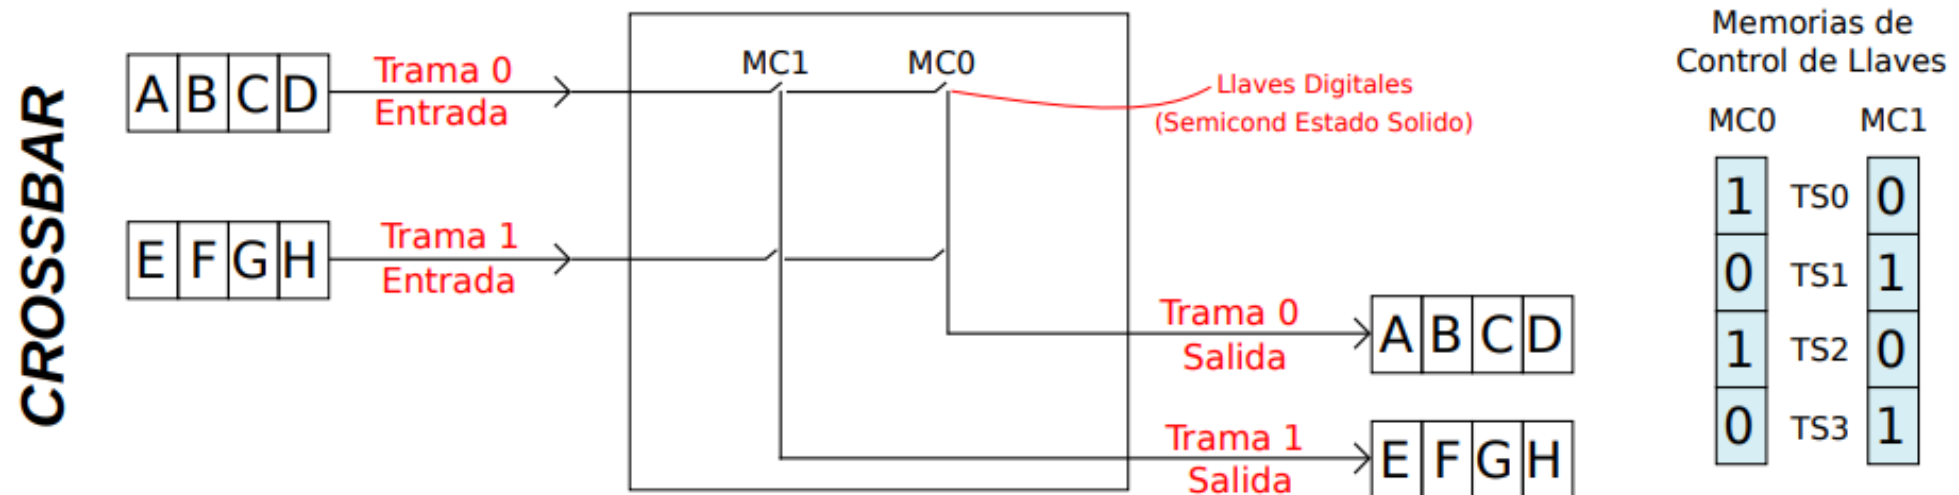 CROSSBAR
A B C D
Trama 0
Entrada
E F G H
Trama 1
Entrada
MC1
MC0
Llaves Digitales
(Semicond Estado Solido)
Trama 0
Salida
A B C D
Trama 1
Salida
E F G H
Memorias de
Control de Llaves
MC0 MC1
1 TS0 0
0 TS1 1
1 TS2 0
0 TS3 1